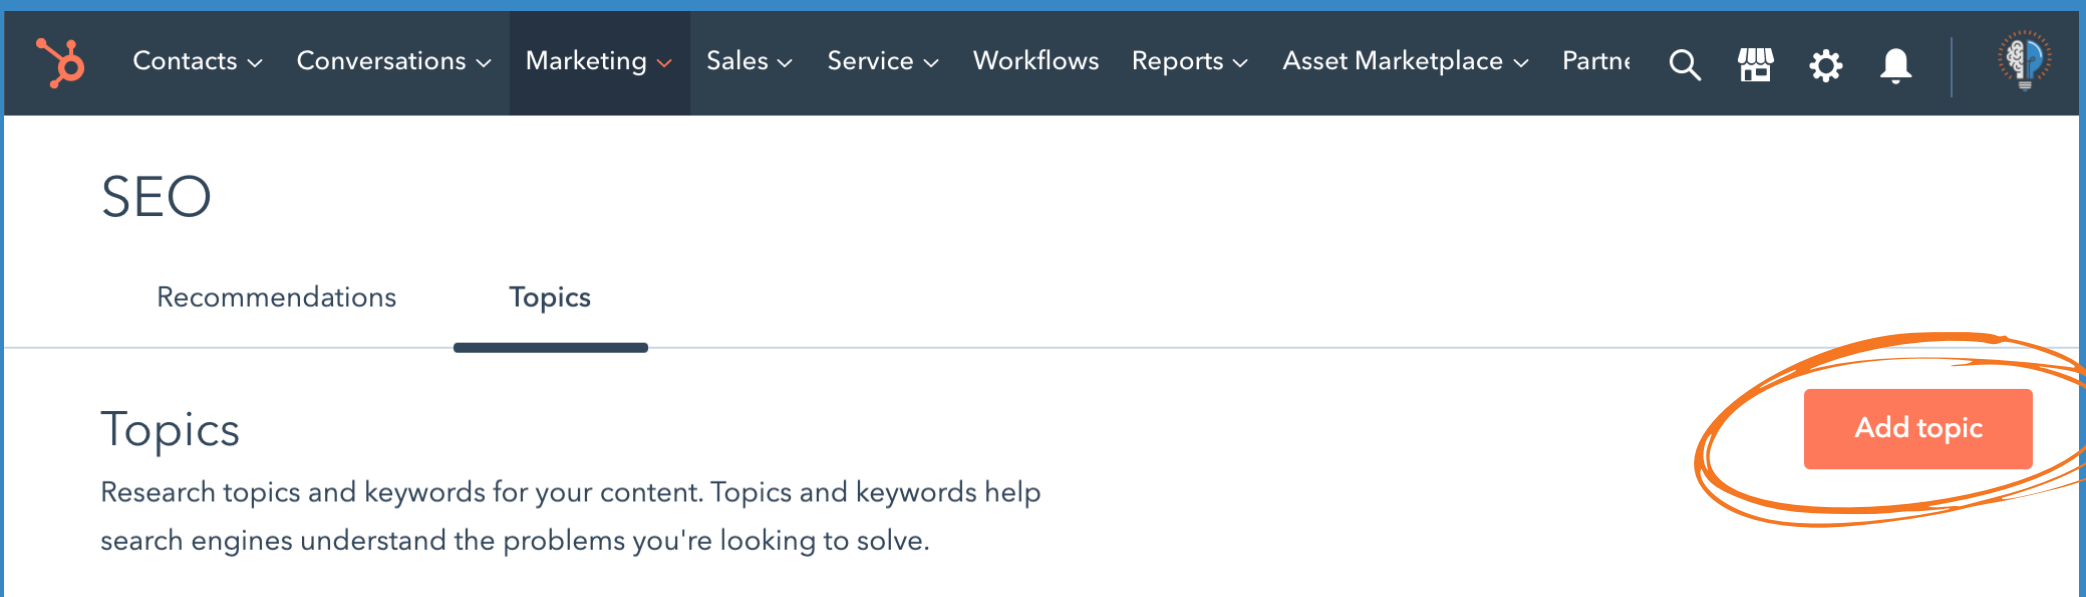 Contacts Conversations Marketing Sales Service Workflows Reports Asset Marketplace Partne
SEO
Recommendations Topics
Topics
Add topic
Research topics and keywords for your content. Topics and keywords help
search engines understand the problems you're looking to solve.